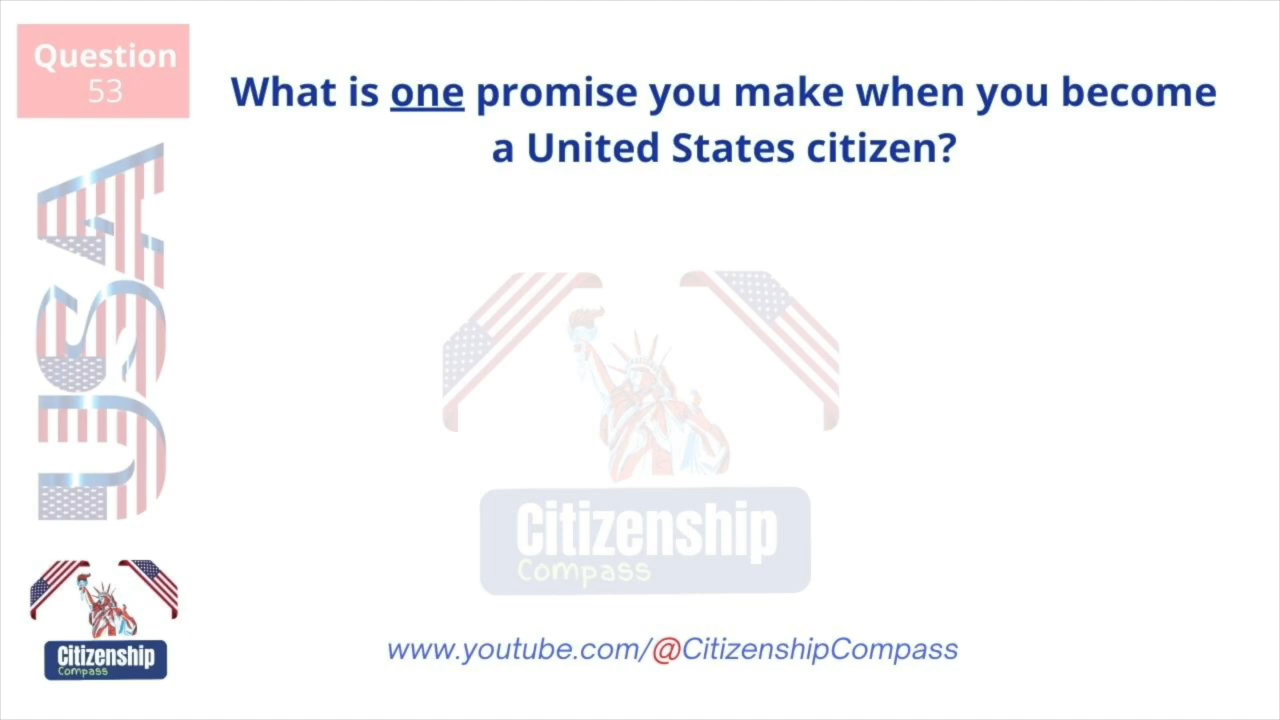 Question
53
What is one promise you make when you become
a United States citizen?
USA
Citizenship
Compass
Citizenship
Compass
www.youtube.com/@CitizenshipCompass